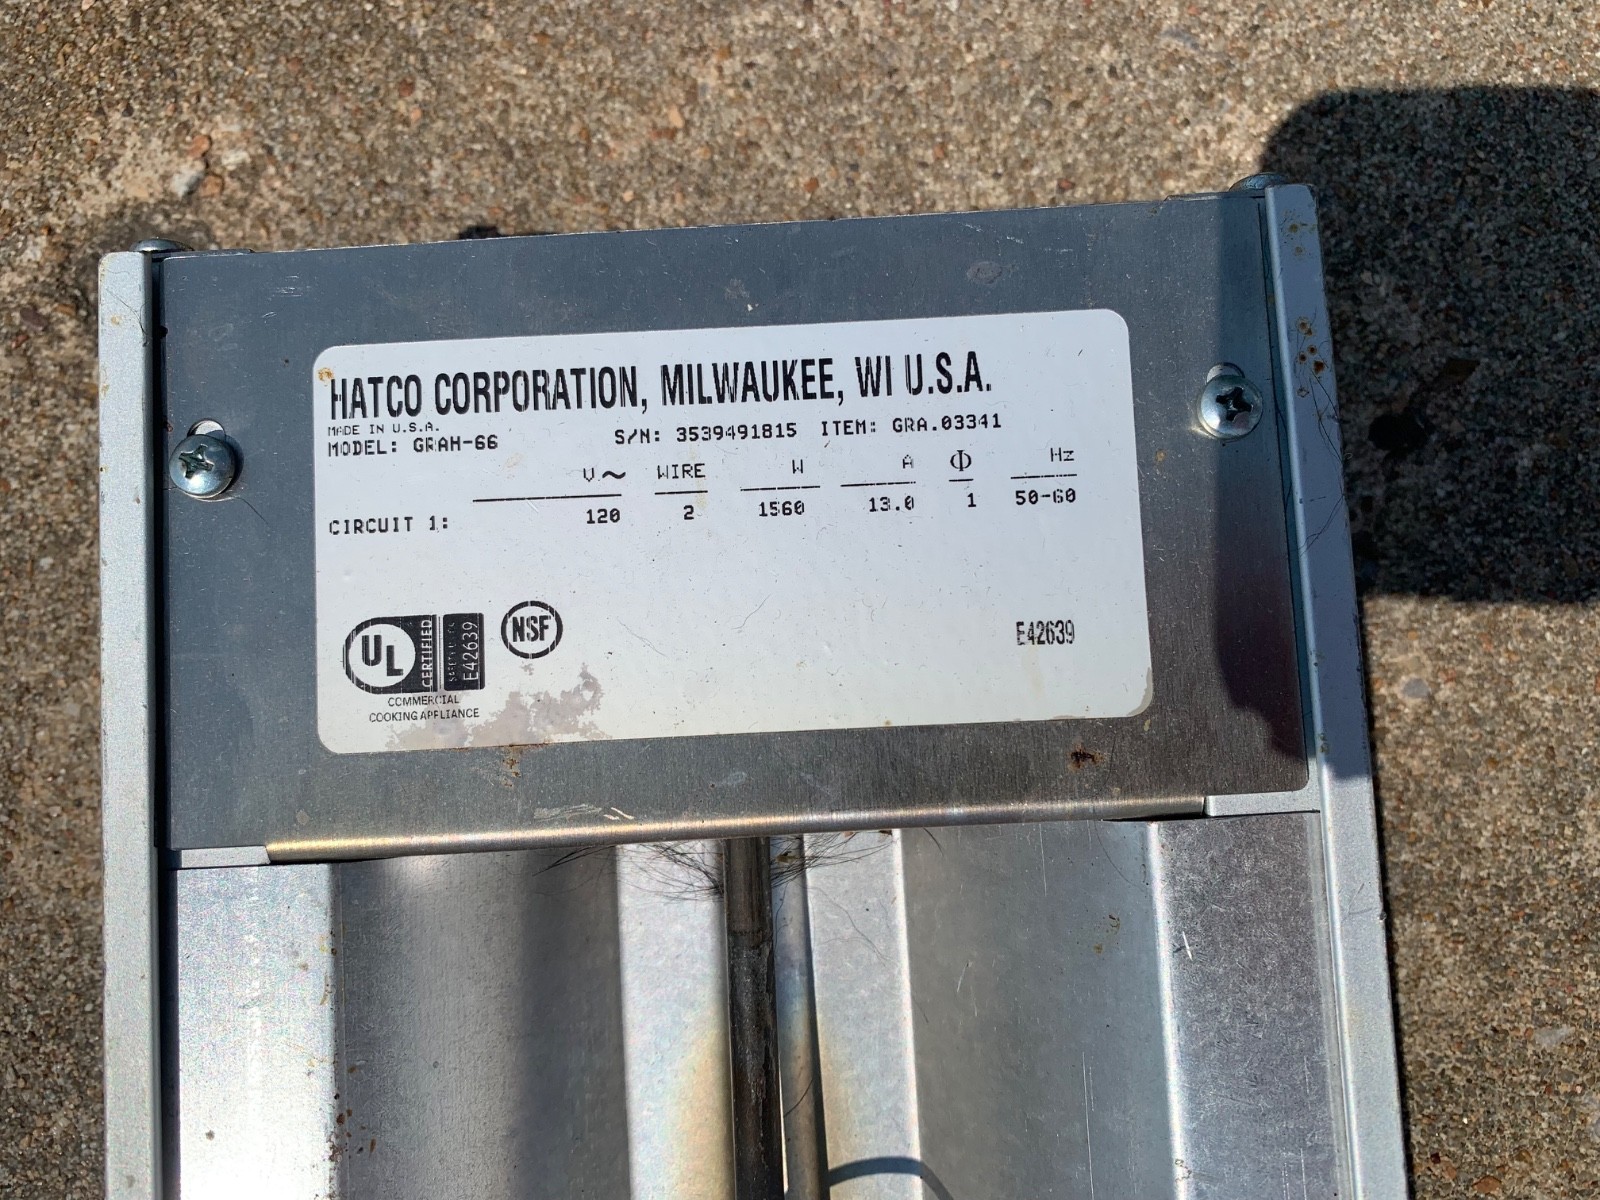 HATCO CORPORATION, MILWAUKEE, WI U.S.A.
MADE IN U.S.A.
MODEL: GRAH-66 S/N: 3539491815 ITEM: GRA.03341
V~ WIRE W A Φ Hz
CIRCUIT 1: 120 2 1560 13.0 1 50-60
UL CERTIFIED E42639
NSF
COMMERCIAL
COOKING APPLIANCE
E42639